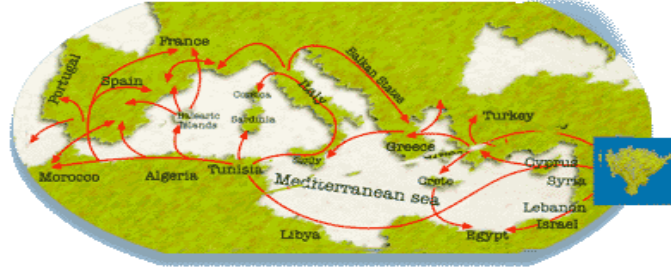 France
Portugal
Spain
Balkan States
Corsica
Italy
Balearic
Islands
Sardinia
Turkey
Greece
Sicily
Cyprus
Morocco
Algeria
Tunisia
Crete
Syria
Mediterranean sea
Lebanon
Israel
Libya
Egypt